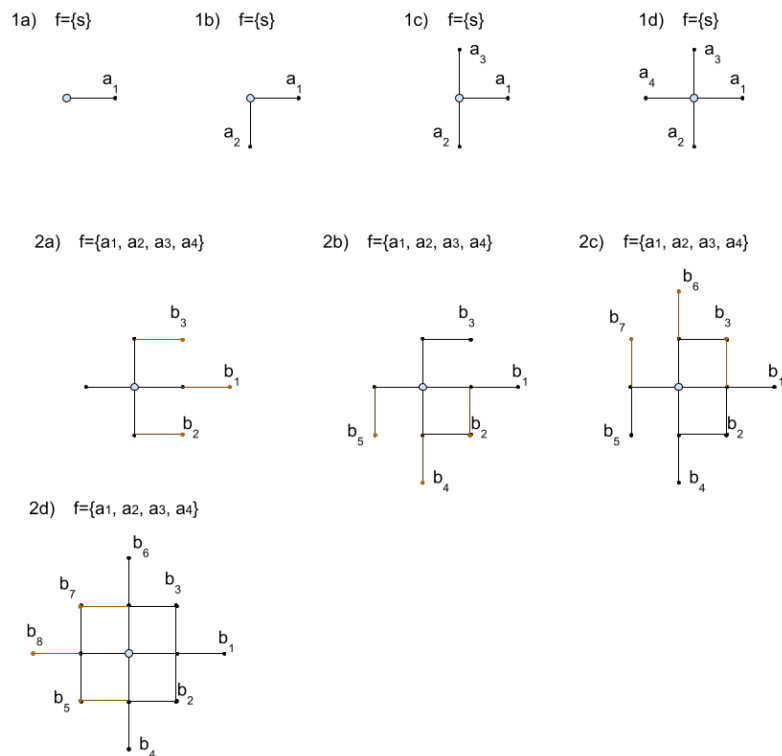 1a) f={s}
1b) f={s}
1c) f={s}
1d) f={s}
a1
a1
a2
a3
a1
a2
a3
a4
a1
a2
2a) f={a1, a2, a3, a4}
2b) f={a1, a2, a3, a4}
2c) f={a1, a2, a3, a4}
b3
b1
b2
b3
b1
b2
b5
b4
b6
b7
b3
b1
b5
b2
b4
2d) f={a1, a2, a3, a4}
b6
b7
b3
b8
b1
b5
b2
b4